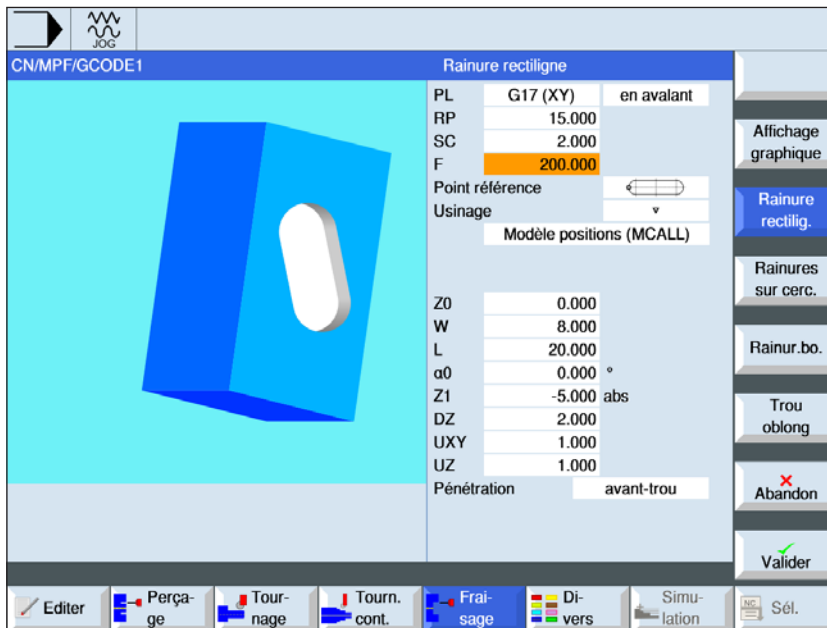 JOG
CN/MPF/GCODE1
Rainure rectiligne
PL G17 (XY) en avalant
RP 15.000
SC 2.000
F 200.000
Point référence
Usinage ▿
Modèle positions (MCALL)
Z0 0.000
W 8.000
L 20.000
α0 0.000 °
Z1 -5.000 abs
DZ 2.000
UXY 1.000
UZ 1.000
Pénétration avant-trou
Affichage
graphique
Rainure
rectilig.
Rainures
sur cerc.
Rainur.bo.
Trou
oblong
Abandon
Valider
Editer
Perça-
ge
Tour-
nage
Tourn.
cont.
Frai-
sage
Di-
vers
Simu-
lation
NC
Sél.